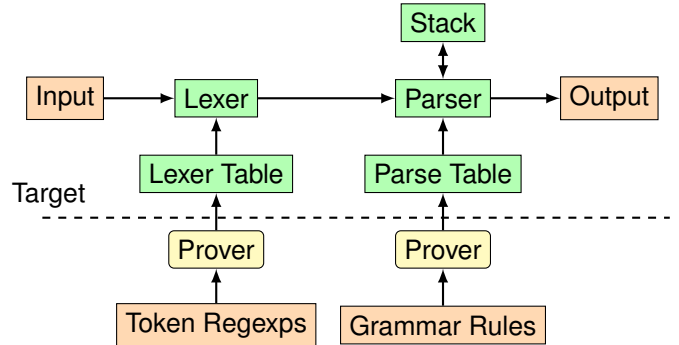 Stack
Input
Lexer
Parser
Output
Lexer Table
Parse Table
Target
Prover
Prover
Token Regexps
Grammar Rules